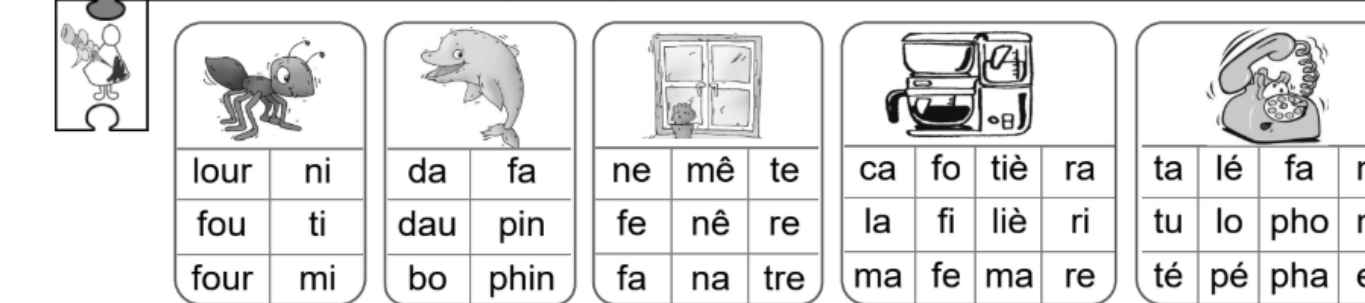 lour ni da fa ne mê te ca fo tiè ra ta lé fa
fou ti dau pin fe nê re la fi liè ri tu lo pho
four mi bo phin fa na tre ma fe ma re té pé pha